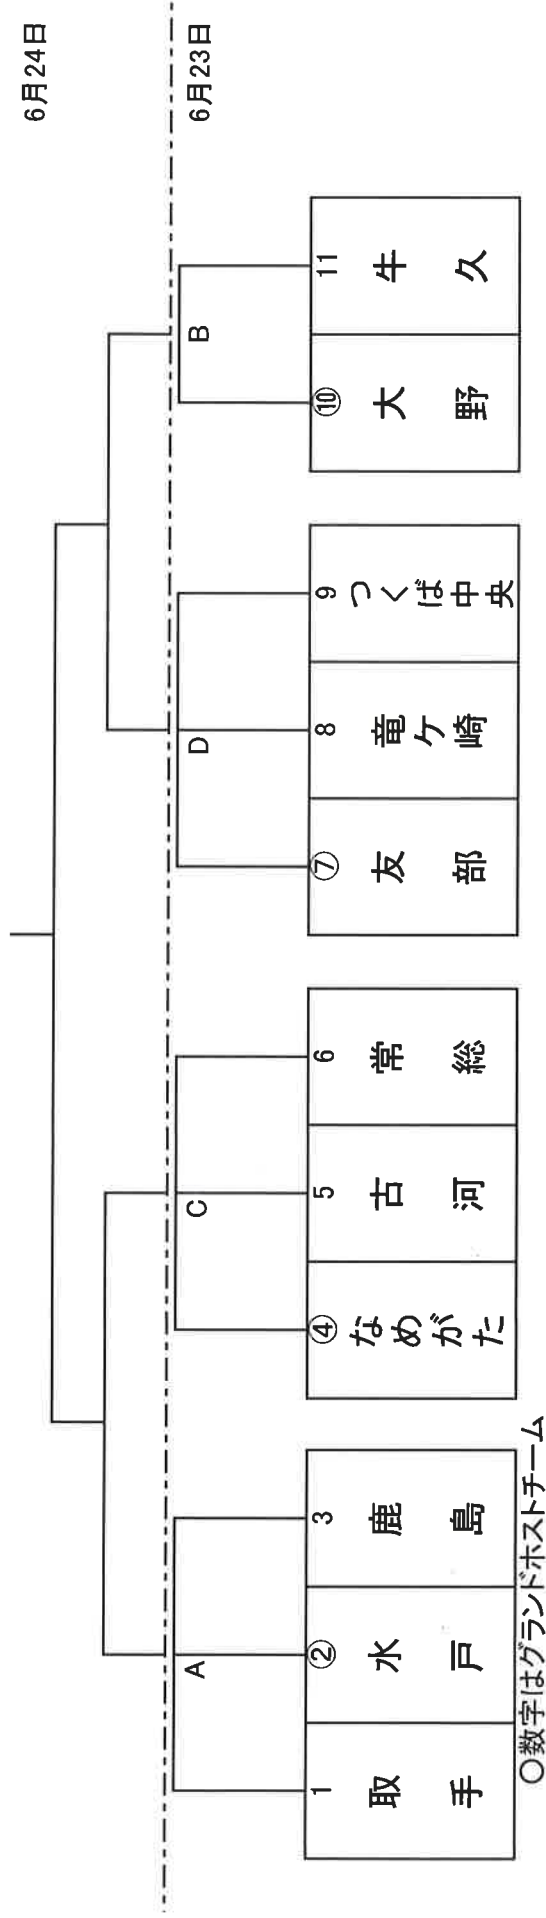 6月24日
6月23日
A
C
D
B
1
取手
②
水戸
3
鹿島
④
なめがた
5
古河
6
常総
⑦
友部
8
竜ケ崎
9
つくば中央
⑩
大野
11
牛久
〇数字はグランドホストチーム